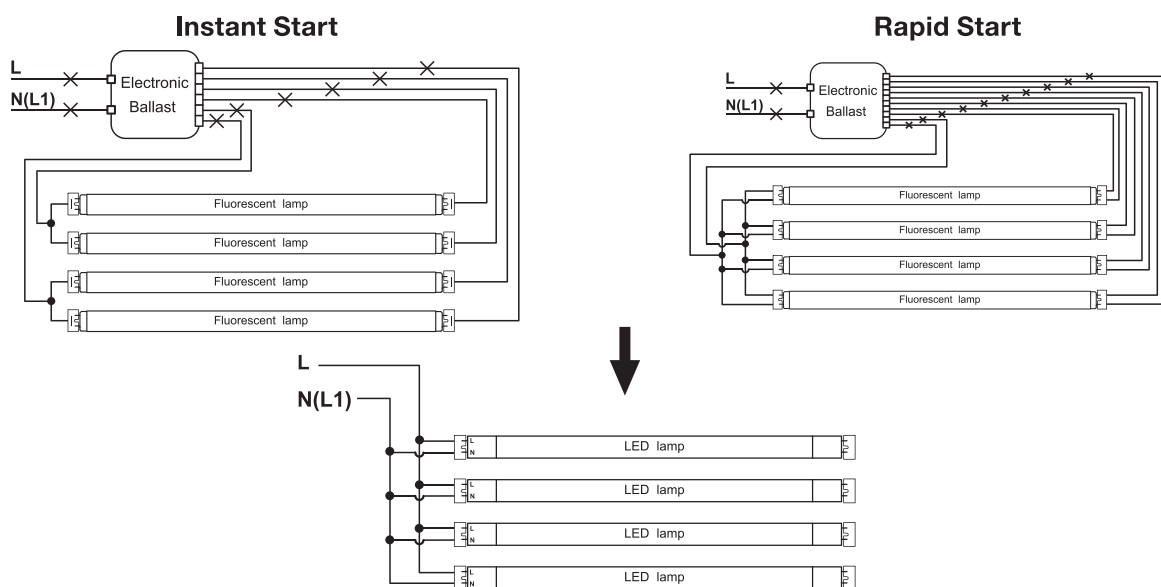 Instant Start
L
N(L1)
Electronic
Ballast
Fluorescent lamp
Fluorescent lamp
Fluorescent lamp
Fluorescent lamp
Rapid Start
L
N(L1)
Electronic
Ballast
Fluorescent lamp
Fluorescent lamp
Fluorescent lamp
Fluorescent lamp
L
N(L1)
L
N
LED lamp
L
N
LED lamp
L
N
LED lamp
L
N
LED lamp